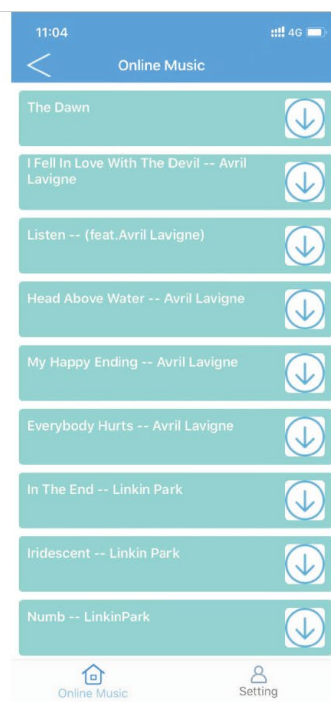 11:04
4G
Online Music
The Dawn
I Fell In Love With The Devil -- Avril
Lavigne
Listen -- (feat.Avril Lavigne)
Head Above Water -- Avril Lavigne
My Happy Ending -- Avril Lavigne
Everybody Hurts -- Avril Lavigne
In The End -- Linkin Park
Iridescent -- Linkin Park
Numb -- LinkinPark
Online Music
Setting